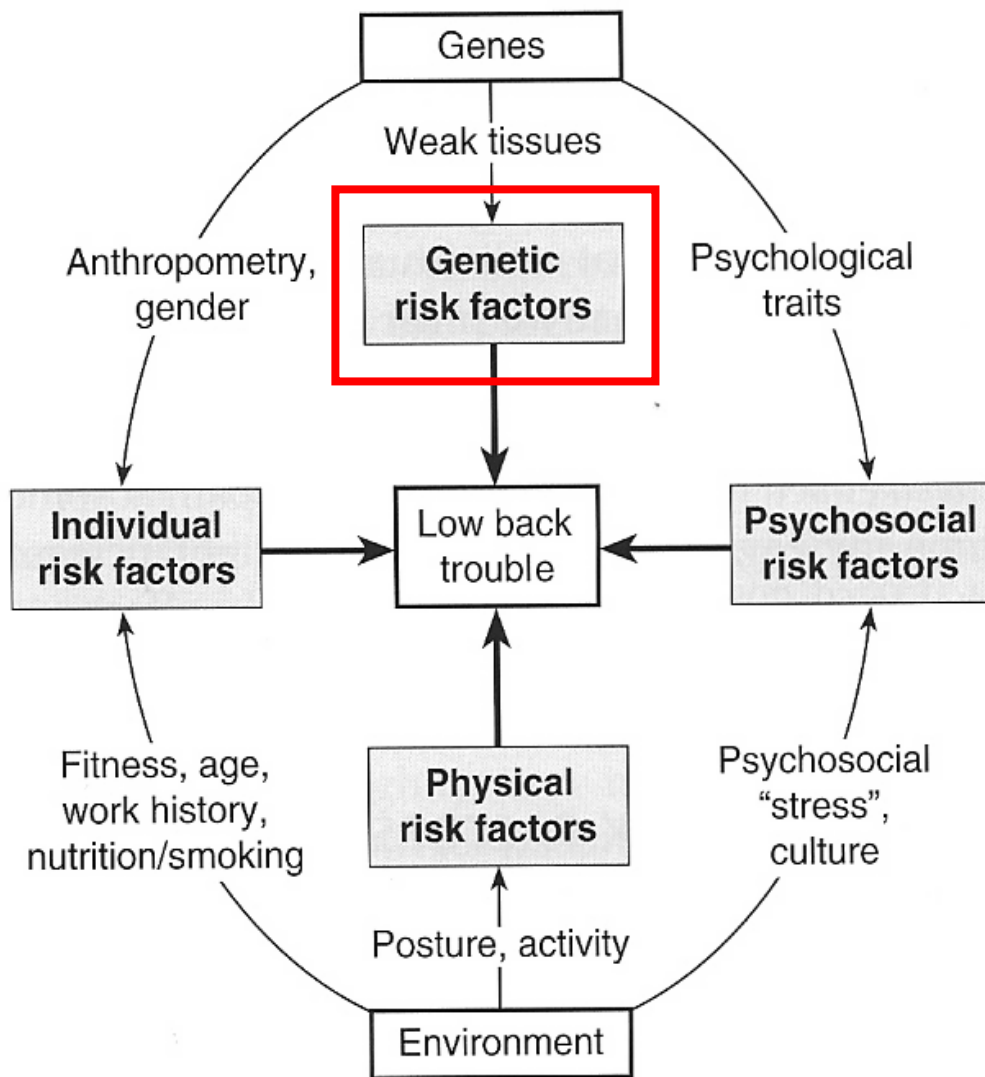 Genes
Weak tissues
Anthropometry,
gender
Genetic
risk factors
Psychological
traits
Individual
risk factors
Low back
trouble
Psychosocial
risk factors
Fitness, age,
work history,
nutrition/smoking
Physical
risk factors
Psychosocial
“stress”,
culture
Posture, activity
Environment